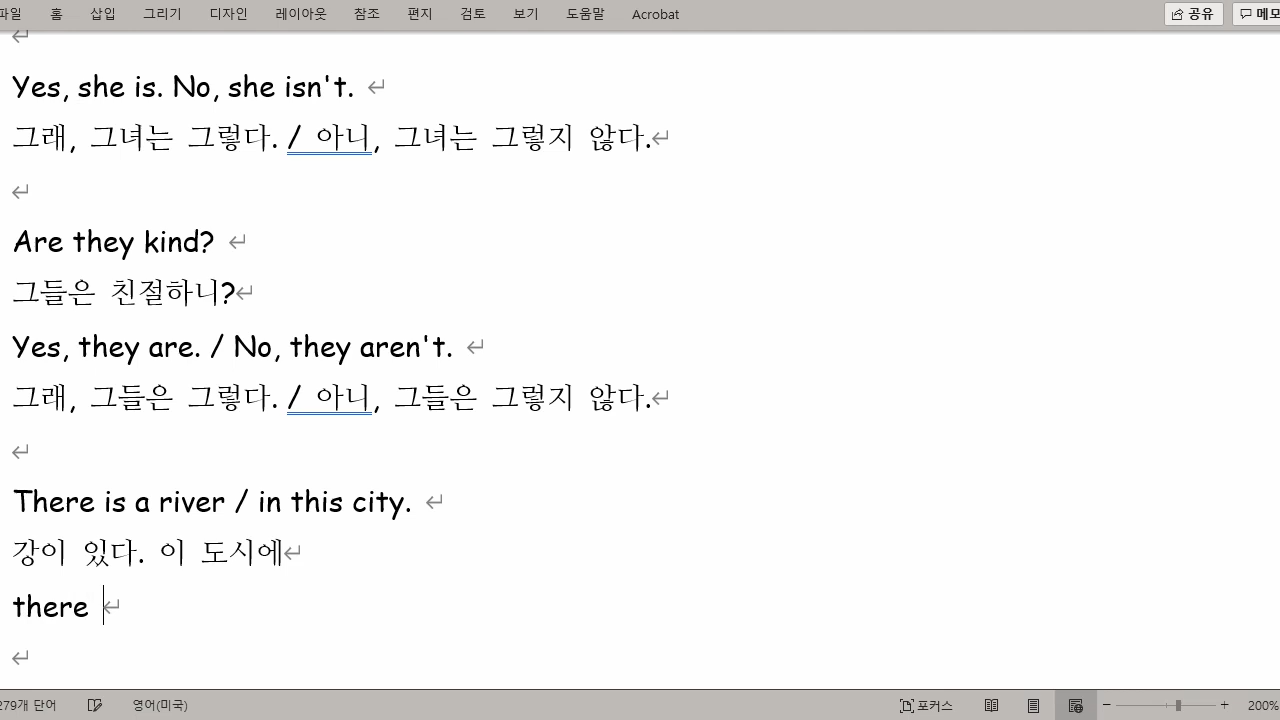 파일 홈 삽입 그리기 디자인 레이아웃 참조 편지 검토 보기 도움말 Acrobat 공유 메모
Yes, she is. No, she isn't.
그래, 그녀는 그렇다. / 아니, 그녀는 그렇지 않다.
Are they kind?
그들은 친절하니?
Yes, they are. / No, they aren't.
그래, 그들은 그렇다. / 아니, 그들은 그렇지 않다.
There is a river / in this city.
강이 있다. 이 도시에
there
279개 단어 영어(미국) 포커스 200%